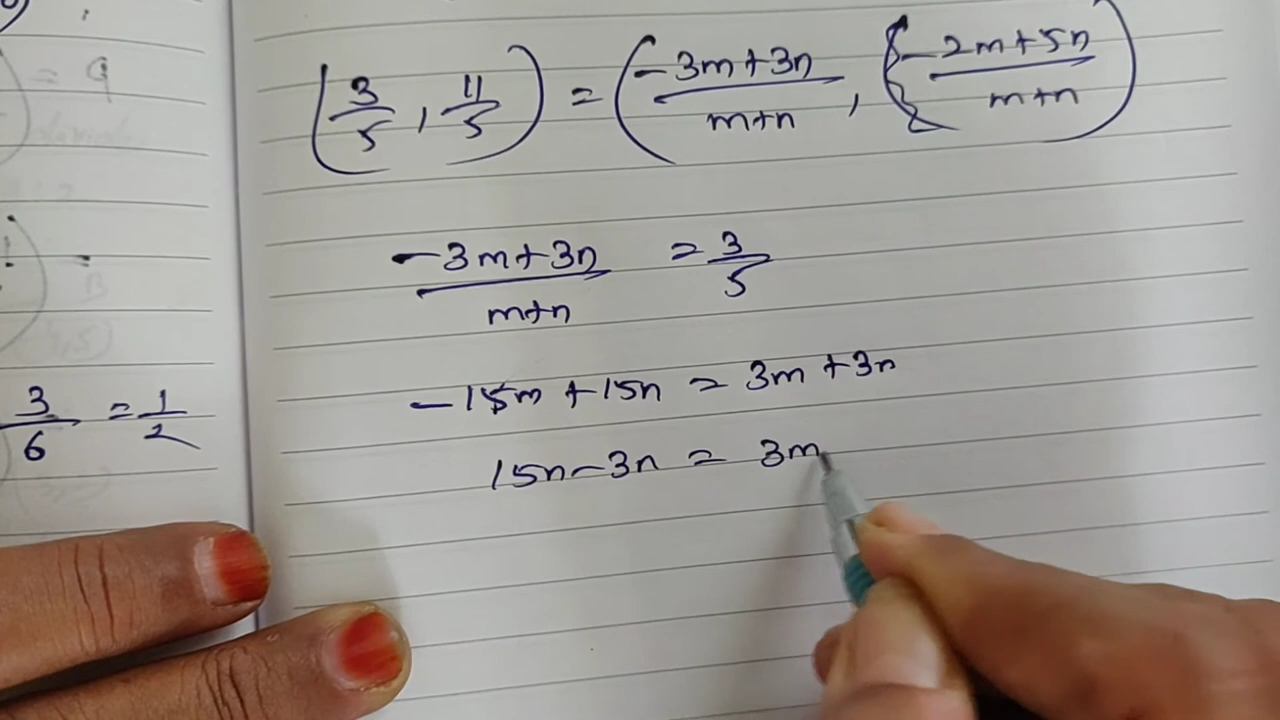 = 9
(3/5, 11/5) = (-3m+3n/m+n, -2m+5n/m+n)
-3m+3n/m+n = 3/5
-15m + 15n = 3m + 3n
3/6 = 1/2
15n - 3n = 3m